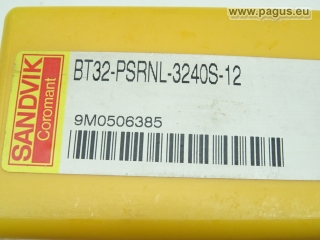 www.pagus.eu
SANDVIK
Coromant
BT32-PSRNL-3240S-12
9M0506385